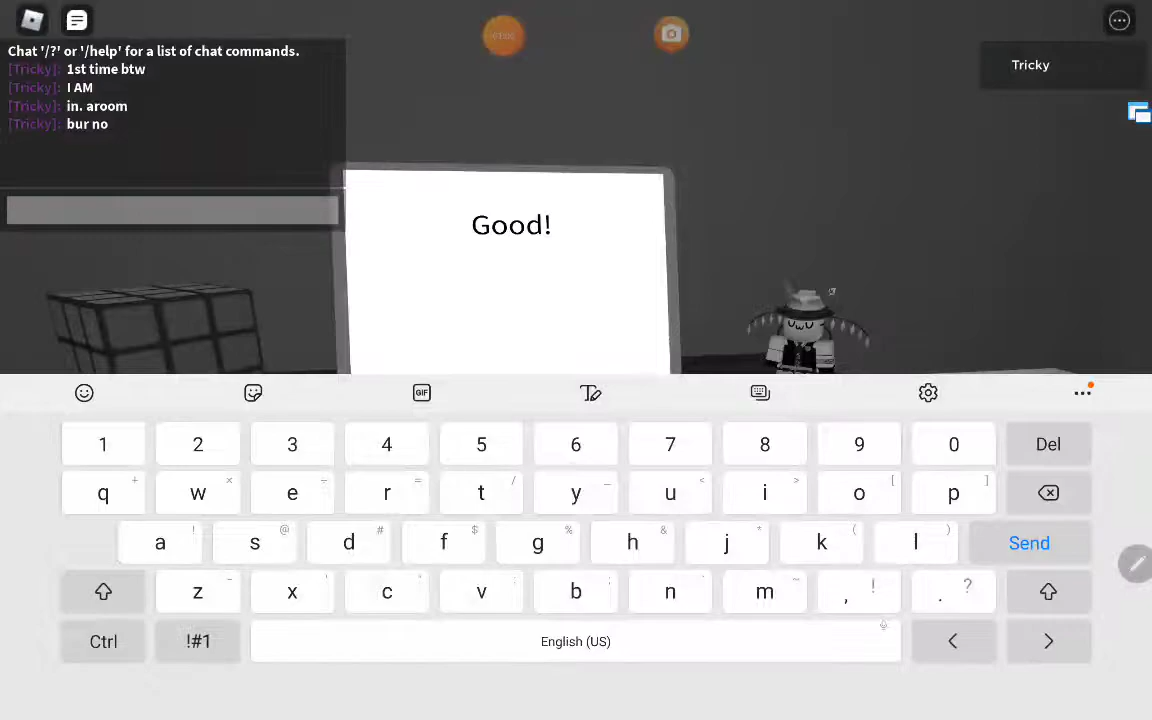 Chat '/?' or '/help' for a list of chat commands.
[Tricky]: 1st time btw
[Tricky]: I AM
[Tricky]: in. aroom
[Tricky]: bur no
Tricky
Good!
GIF
1 2 3 4 5 6 7 8 9 0 Del
q w e r t y u i o p
a s d f g h j k l Send
z x c v b n m , ! . ?
Ctrl !#1 English (US) < >